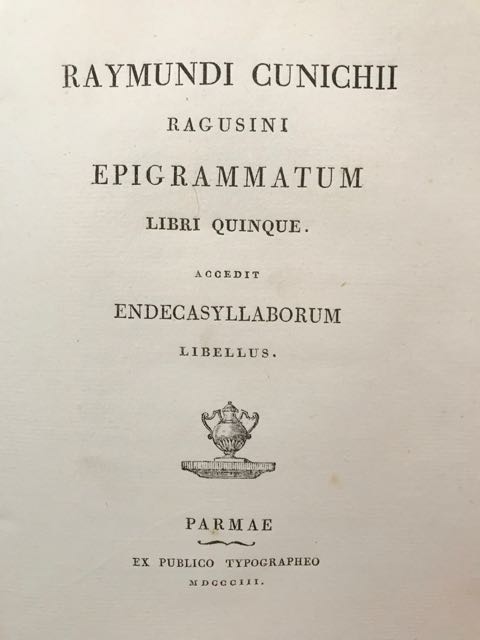 RAYMUNDI CUNICHII
RAGUSINI
EPIGRAMMATUM
LIBRI QUINQUE.
ACCEDIT
ENDECASYLLABORUM
LIBELLUS.
PARMAE
EX PUBLICO TYPOGRAPHEO
MDCCCIII.